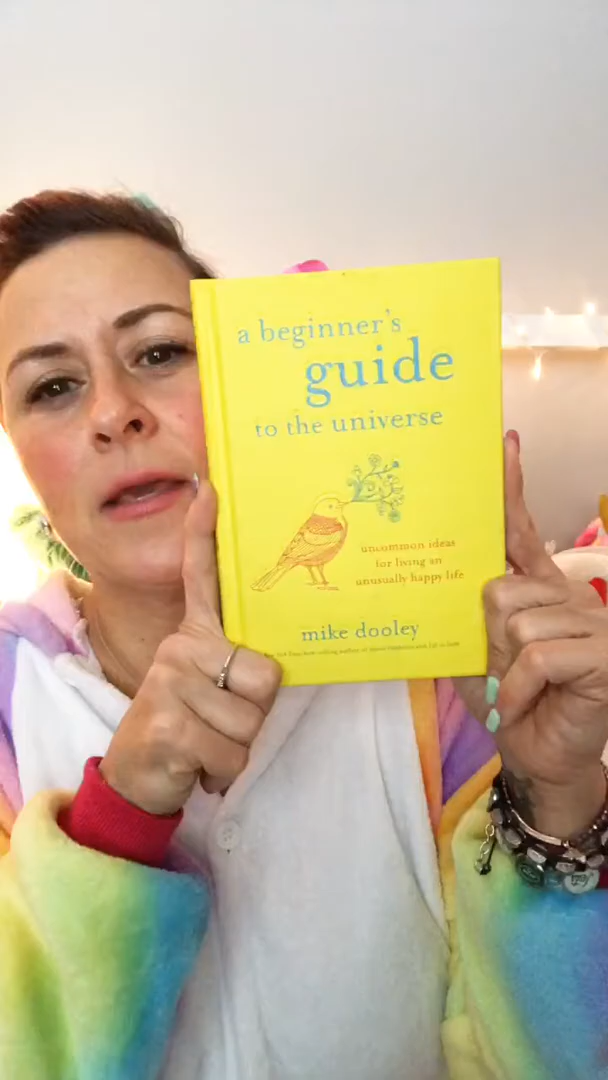 a beginner's
guide
to the universe
uncommon ideas
for living an
unusually happy life
mike dooley